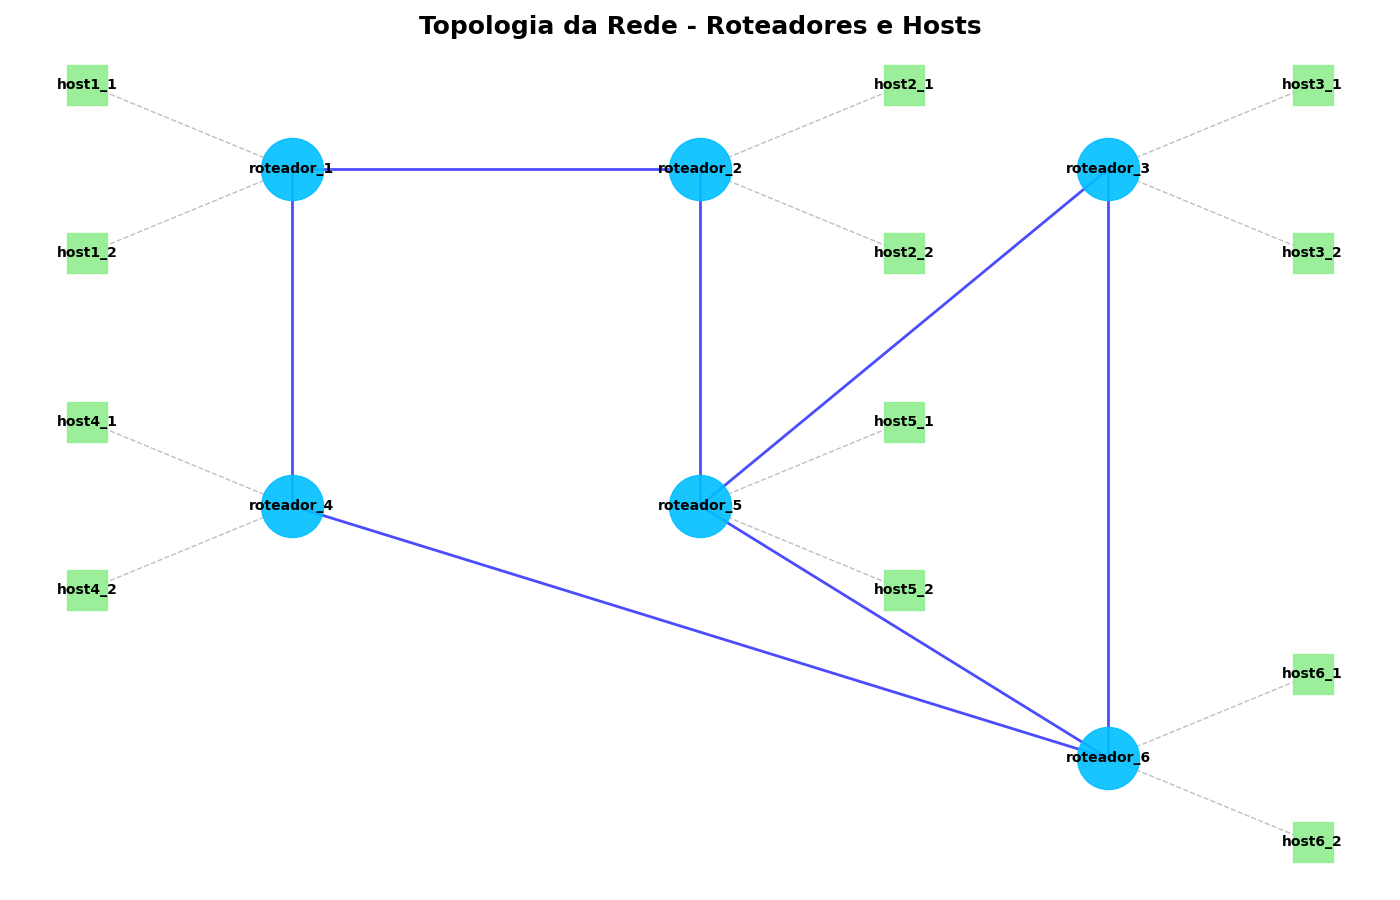 Topologia da Rede - Roteadores e Hosts
host1_1
host2_1
host3_1
roteador_1
roteador_2
roteador_3
host1_2
host2_2
host3_2
host4_1
host5_1
roteador_4
roteador_5
host4_2
host5_2
host6_1
roteador_6
host6_2